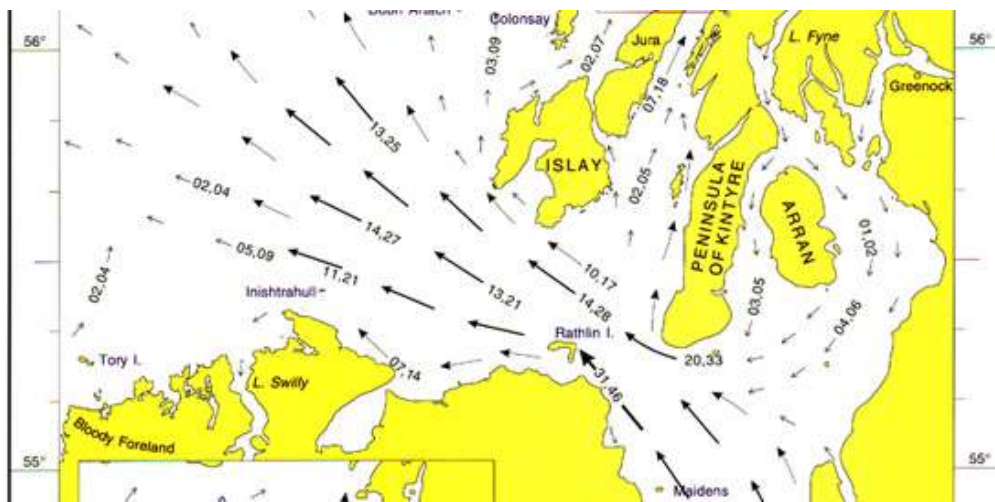 Colonsay
56°
56°
Jura
L. Fyne
03,09
02,07
Greenock
07,18
13,25
ISLAY
02,04
02,05
PENINSULA
OF KINTYRE
ARRAN
01,02
14,27
05,09
11,21
10,17
02,04
Inishtrahull
13,21
14,28
03,05
04,06
Rathlin I.
Tory I.
07,14
20,33
31,46
L. Swilly
Bloody Foreland
55°
55°
Maidens